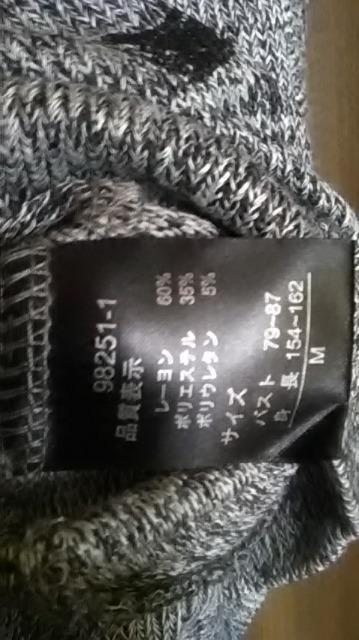 98251-1
品質表示
レーヨン 60%
ポリエステル 35%
ポリウレタン 5%
サイズ
バスト 79-87
身長 154-162
M